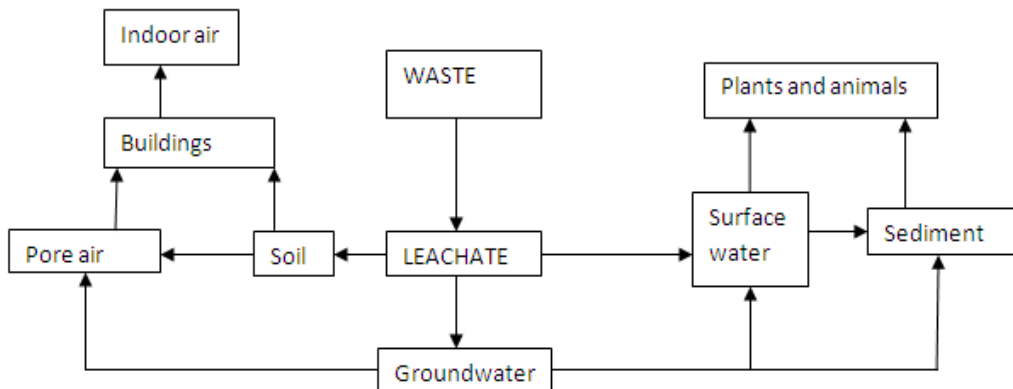 Indoor air
WASTE
Plants and animals
Buildings
Surface
water
Sediment
Pore air
Soil
LEACHATE
Groundwater